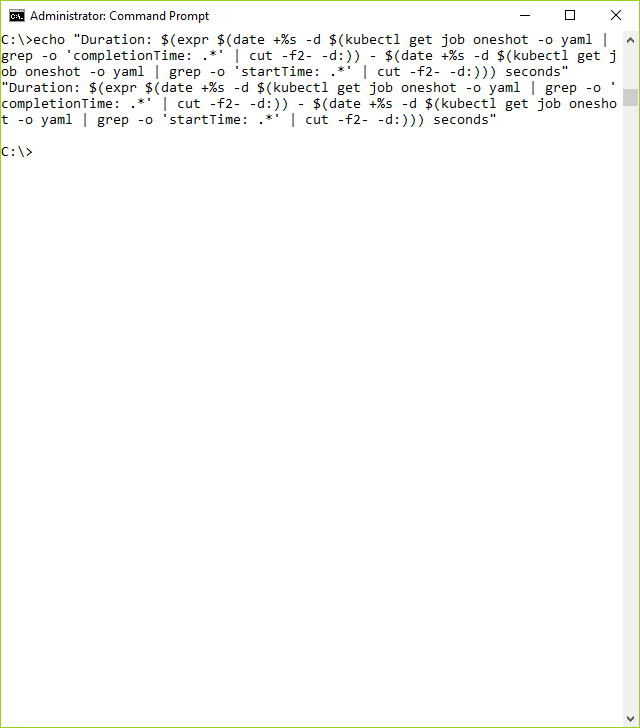 Administrator: Command Prompt
C:\>echo "Duration: $(expr $(date +%s -d $(kubectl get job oneshot -o yaml |
grep -o 'completionTime: .*' | cut -f2- -d:)) - $(date +%s -d $(kubectl get j
ob oneshot -o yaml | grep -o 'startTime: .*' | cut -f2- -d:))) seconds"
"Duration: $(expr $(date +%s -d $(kubectl get job oneshot -o yaml | grep -o '
completionTime: .*' | cut -f2- -d:)) - $(date +%s -d $(kubectl get job onesho
t -o yaml | grep -o 'startTime: .*' | cut -f2- -d:))) seconds"
C:\>